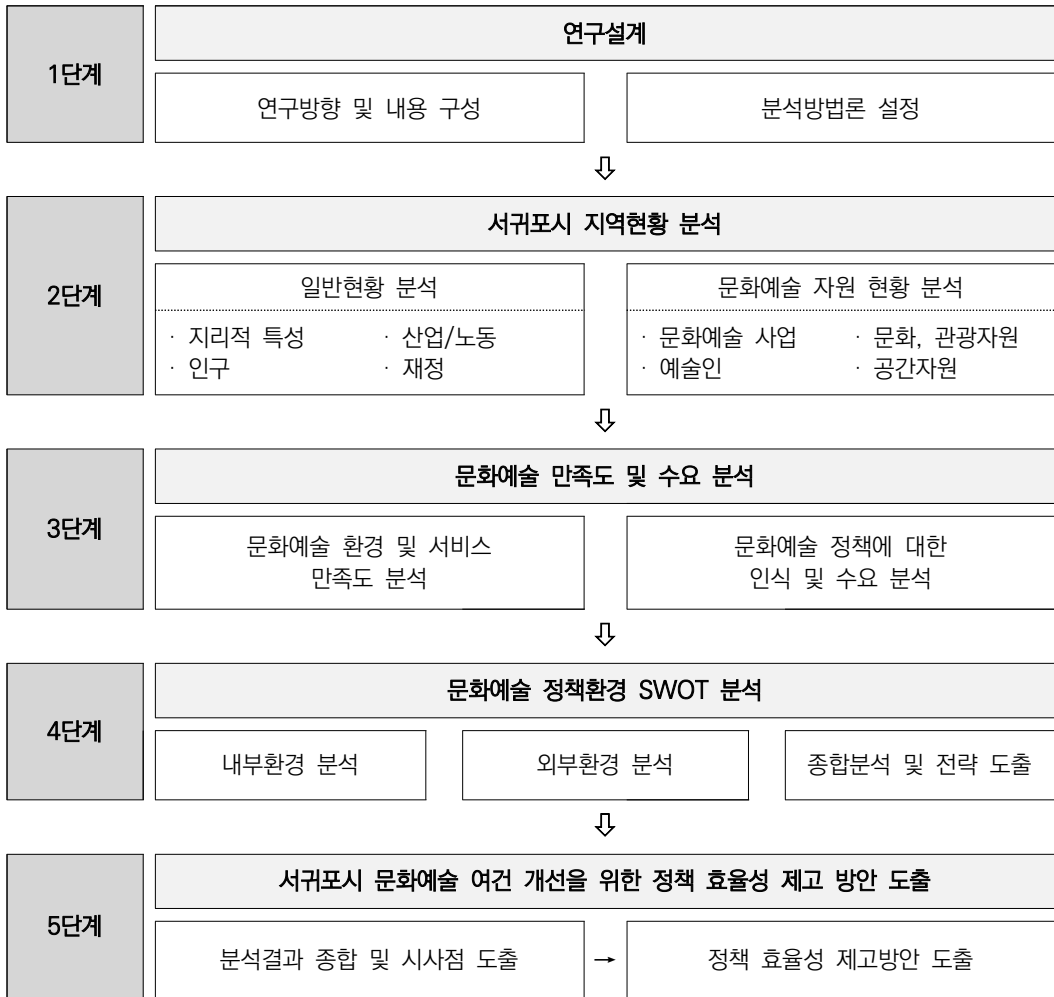 1단계
연구설계
연구방향 및 내용 구성
분석방법론 설정
⇩
2단계
서귀포시 지역현황 분석
일반현황 분석
· 지리적 특성 · 산업/노동
· 인구 · 재정
문화예술 자원 현황 분석
· 문화예술 사업 · 문화, 관광자원
· 예술인 · 공간자원
⇩
3단계
문화예술 만족도 및 수요 분석
문화예술 환경 및 서비스
만족도 분석
문화예술 정책에 대한
인식 및 수요 분석
⇩
4단계
문화예술 정책환경 SWOT 분석
내부환경 분석
외부환경 분석
종합분석 및 전략 도출
⇩
5단계
서귀포시 문화예술 여건 개선을 위한 정책 효율성 제고 방안 도출
분석결과 종합 및 시사점 도출
→
정책 효율성 제고방안 도출